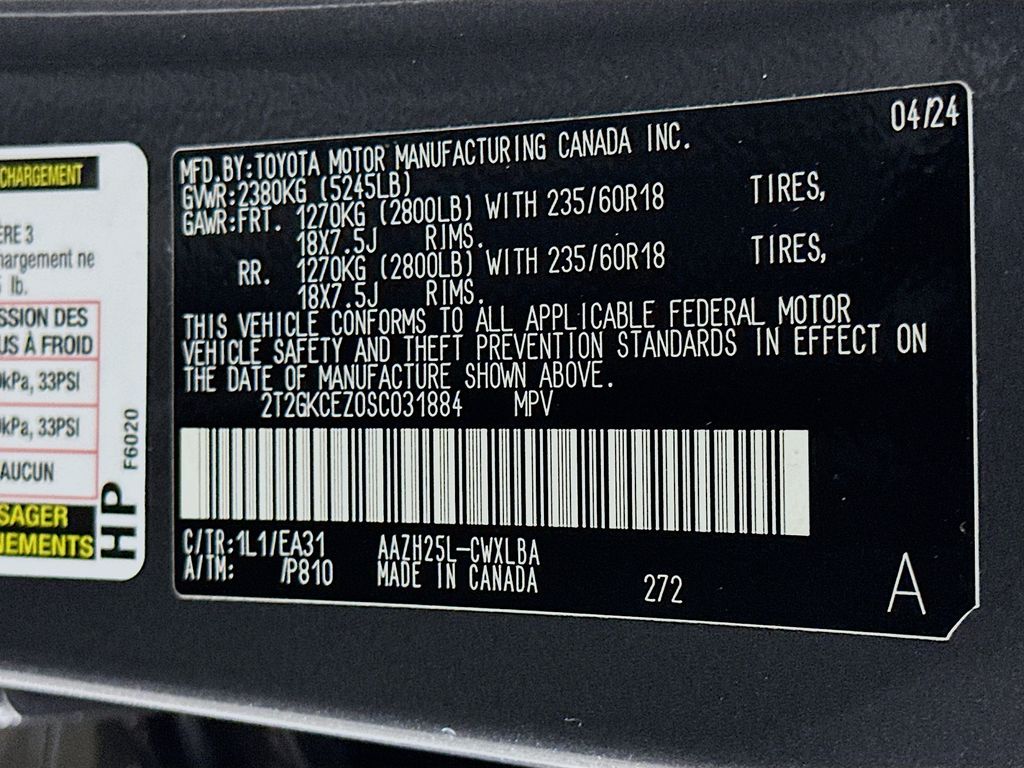 CHARGEMENT
ÈRE 3
hargement ne
lb.
SSION DES
US À FROID
kPa, 33PSI
kPa, 33PSI
AUCUN
SAGER
NEMENTS
HP
F6020
04/24
MFD.BY:TOYOTA MOTOR MANUFACTURING CANADA INC.
GVWR:2380KG (5245LB)
GAWR:FRT. 1270KG (2800LB) WITH 235/60R18 TIRES,
18X7.5J RIMS.
RR. 1270KG (2800LB) WITH 235/60R18 TIRES,
18X7.5J RIMS.
THIS VEHICLE CONFORMS TO ALL APPLICABLE FEDERAL MOTOR
VEHICLE SAFETY AND THEFT PREVENTION STANDARDS IN EFFECT ON
THE DATE OF MANUFACTURE SHOWN ABOVE.
2T2GKCEZ0SC031884 MPV
C/TR:1L1/EA31 AAZH25L-CWXLBA
A/TM: /P810 MADE IN CANADA
272
A